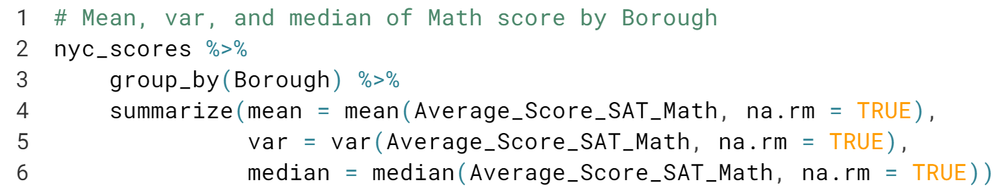 1 # Mean, var, and median of Math score by Borough
2 nyc_scores %>%
3     group_by(Borough) %>%
4     summarize(mean = mean(Average_Score_SAT_Math, na.rm = TRUE),
5               var = var(Average_Score_SAT_Math, na.rm = TRUE),
6               median = median(Average_Score_SAT_Math, na.rm = TRUE))